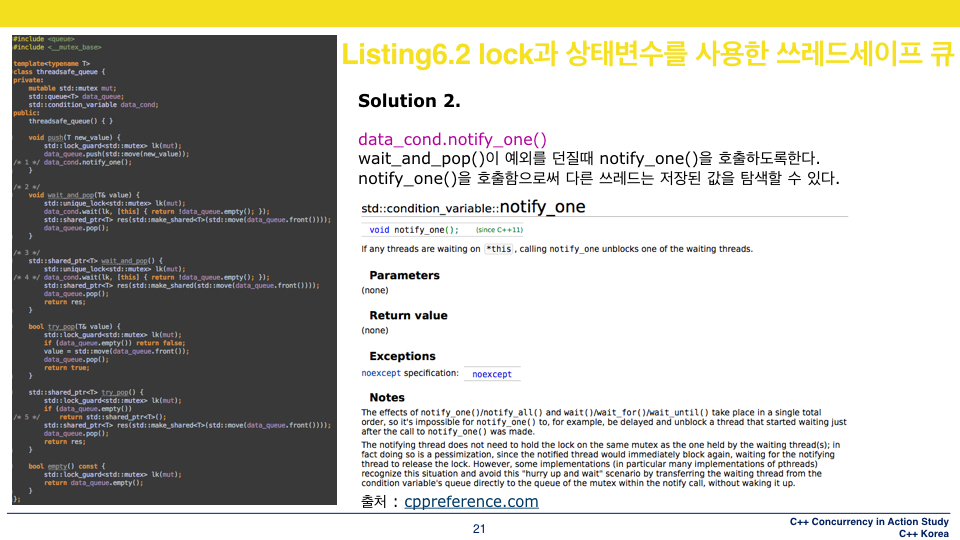 #include <queue>
#include <__mutex_base>
template<typename T>
class threadsafe_queue {
private:
mutable std::mutex mut;
std::queue<T> data_queue;
std::condition_variable data_cond;
public:
threadsafe_queue() { }
void push(T new_value) {
std::lock_guard<std::mutex> lk(mut);
data_queue.push(std::move(new_value));
/* 1 */ data_cond.notify_one();
}
/* 2 */
void wait_and_pop(T& value) {
std::unique_lock<std::mutex> lk(mut);
data_cond.wait(lk, [this] { return !data_queue.empty(); });
std::shared_ptr<T> res(std::make_shared<T>(std::move(data_queue.front())));
data_queue.pop();
}
/* 3 */
std::shared_ptr<T> wait_and_pop() {
std::unique_lock<std::mutex> lk(mut);
/* 4 */ data_cond.wait(lk, [this] { return !data_queue.empty(); });
std::shared_ptr<T> res(std::make_shared(std::move(data_queue.front())));
data_queue.pop();
return res;
}
bool try_pop(T& value) {
std::lock_guard<std::mutex> lk(mut);
if (data_queue.empty()) return false;
value = std::move(data_queue.front());
data_queue.pop();
return true;
}
std::shared_ptr<T> try_pop() {
std::lock_guard<std::mutex> lk(mut);
if (data_queue.empty())
/* 5 */ return std::shared_ptr<T>();
std::shared_ptr<T> res(std::make_shared<T>(std::move(data_queue.front())));
data_queue.pop();
return res;
}
bool empty() const {
std::lock_guard<std::mutex> lk(mut);
return data_queue.empty();
}
};
Listing6.2 lock과 상태변수를 사용한 쓰레드세이프 큐
Solution 2.
data_cond.notify_one()
wait_and_pop()이 예외를 던질때 notify_one()을 호출하도록한다.
notify_one()을 호출함으로써 다른 쓰레드는 저장된 값을 탐색할 수 있다.
std::condition_variable::notify_one
void notify_one(); (since C++11)
If any threads are waiting on *this, calling notify_one unblocks one of the waiting threads.
Parameters
(none)
Return value
(none)
Exceptions
noexcept specification: noexcept
Notes
The effects of notify_one()/notify_all() and wait()/wait_for()/wait_until() take place in a single total
order, so it's impossible for notify_one() to, for example, be delayed and unblock a thread that started waiting just
after the call to notify_one() was made.
The notifying thread does not need to hold the lock on the same mutex as the one held by the waiting thread(s); in
fact doing so is a pessimization, since the notified thread would immediately block again, waiting for the notifying
thread to release the lock. However, some implementations (in particular many implementations of pthreads)
recognize this situation and avoid this "hurry up and wait" scenario by transferring the waiting thread from the
condition variable's queue directly to the queue of the mutex within the notify call, without waking it up.
출처 : cppreference.com
21
C++ Concurrency in Action Study
C++ Korea